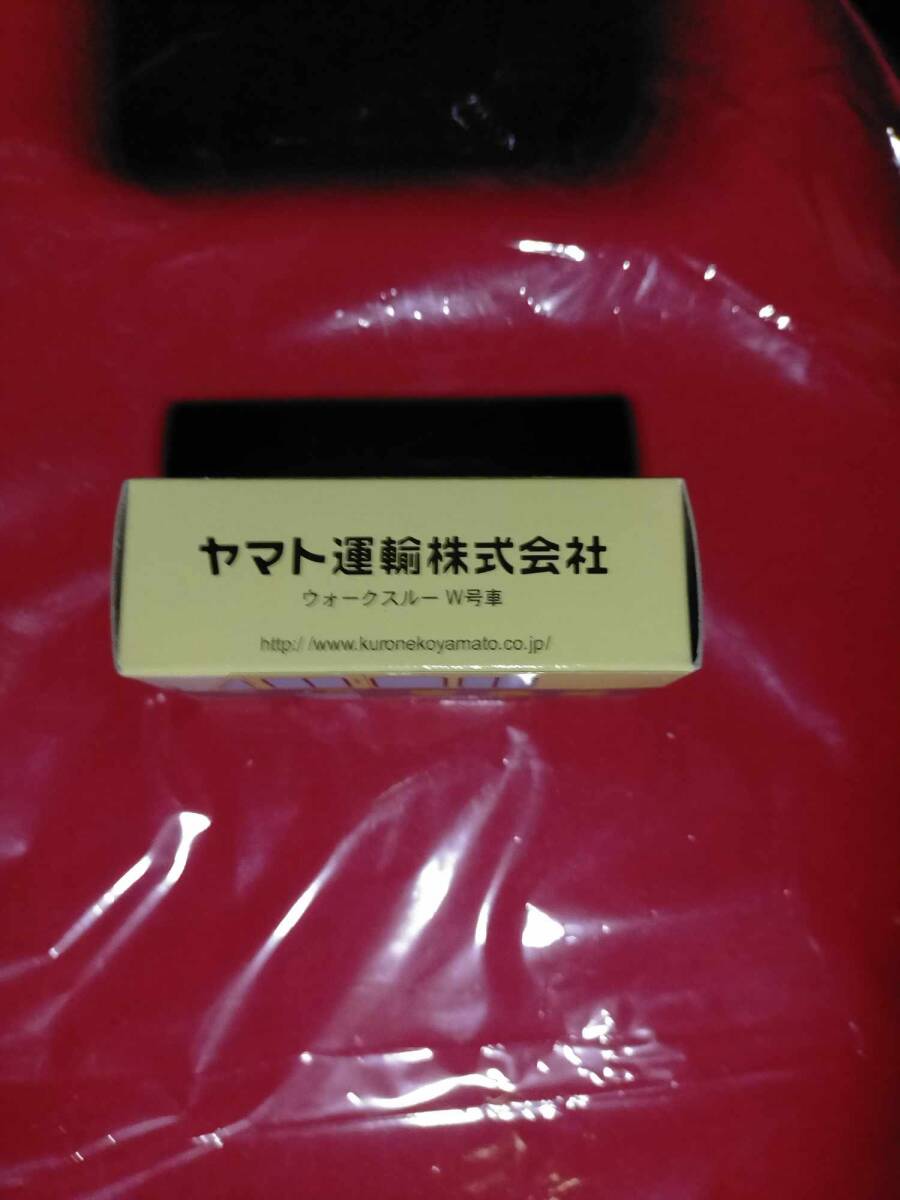 ヤマト運輸株式会社
ウォークスルー W号車
http://www.kuronekoyamato.co.jp/